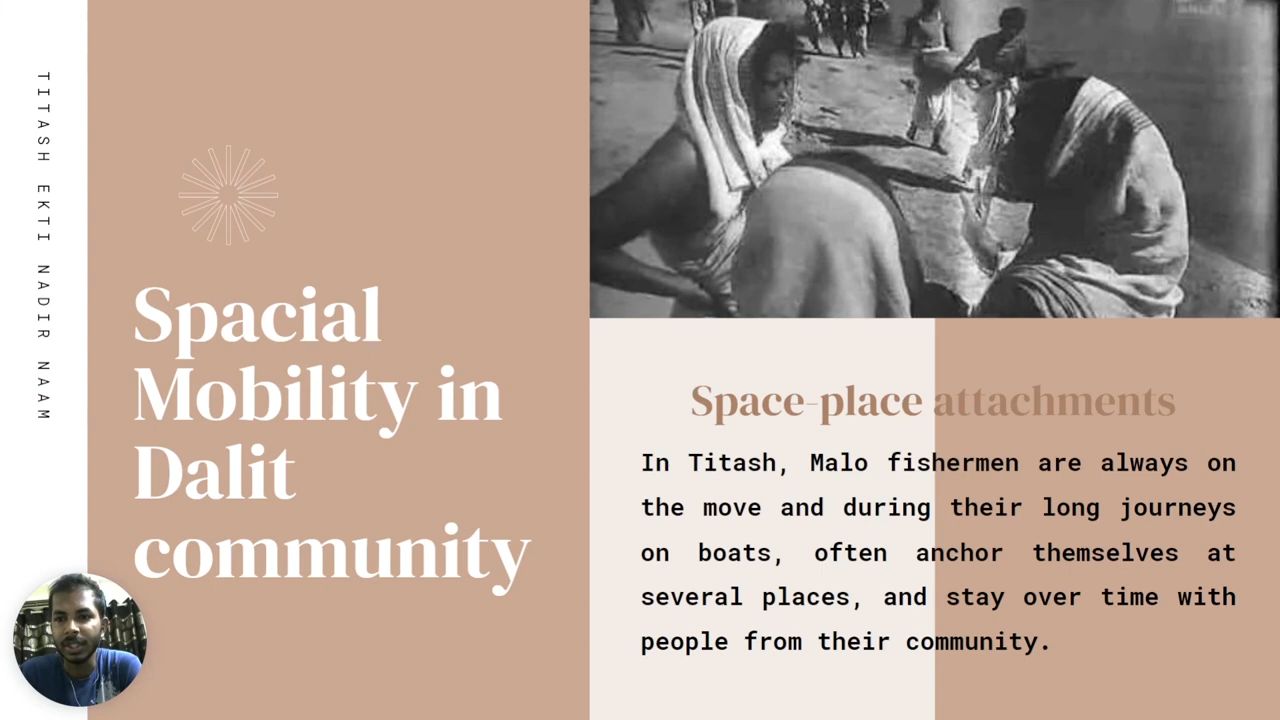 TITASH EKTI NADIR NAAM
Spacial
Mobility in
Dalit
community
Space-place attachments
In Titash, Malo fishermen are always on
the move and during their long journeys
on boats, often anchor themselves at
several places, and stay over time with
people from their community.